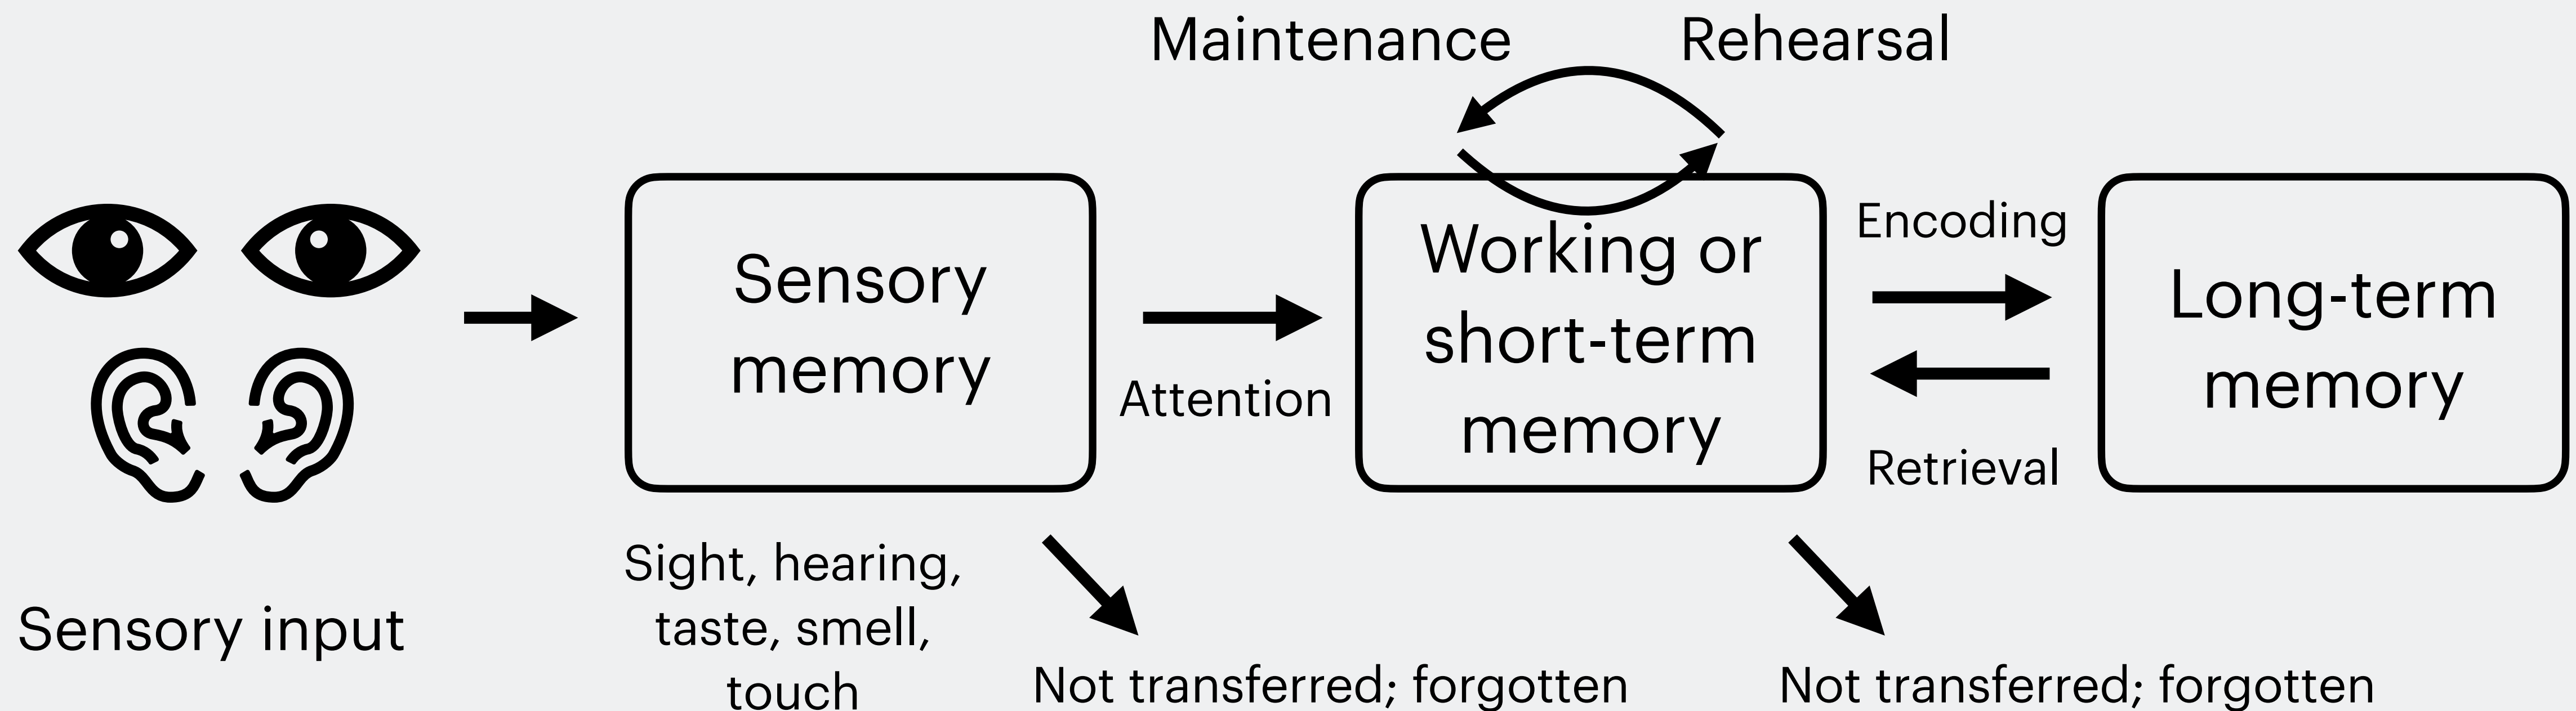 Maintenance
Rehearsal
Sensory
memory
Attention
Working or
short-term
memory
Encoding
Retrieval
Long-term
memory
Sensory input
Sight, hearing,
taste, smell,
touch
Not transferred; forgotten
Not transferred; forgotten